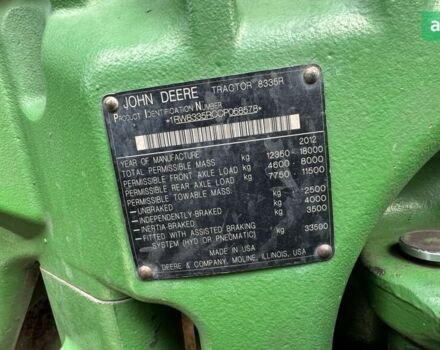 JOHN DEERE TRACTOR 8335R
PRODUCT IDENTIFICATION NUMBER
*1RW8335RCCP068578*
YEAR OF MANUFACTURE 2012
TOTAL PERMISSIBLE MASS kg 12950 - 18000
PERMISSIBLE FRONT AXLE LOAD kg 4600 - 8000
PERMISSIBLE REAR AXLE LOAD kg 7750 - 11500
PERMISSIBLE TOWABLE MASS
-UNBRAKED kg 2500
-INDEPENDENTLY-BRAKED kg 4000
-INERTIA-BRAKED kg 3500
-FITTED WITH ASSISTED BRAKING
SYSTEM (HYD OR PNEUMATIC) kg 33500
MADE IN USA
DEERE & COMPANY, MOLINE, ILLINOIS, USA